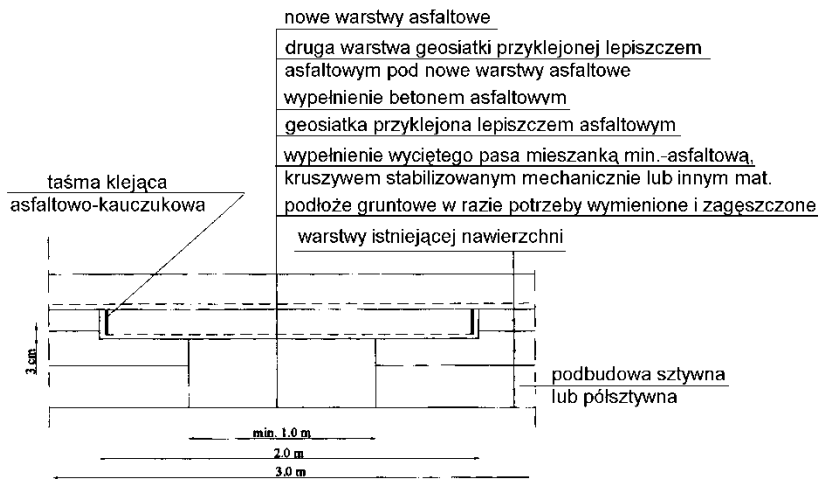 nowe warstwy asfaltowe
druga warstwa geosiatki przyklejonej lepiszczem
asfaltowym pod nowe warstwy asfaltowe
wypełnienie betonem asfaltowym
geosiatka przyklejona lepiszczem asfaltowym
wypełnienie wyciętego pasa mieszanką min.-asfaltową,
kruszywem stabilizowanym mechanicznie lub innym mat.
podłoże gruntowe w razie potrzeby wymienione i zagęszczone
warstwy istniejącej nawierzchni
taśma klejąca
asfaltowo-kauczukowa
3 cm
podbudowa sztywna
lub półsztywna
min. 1.0 m
2.0 m
3.0 m